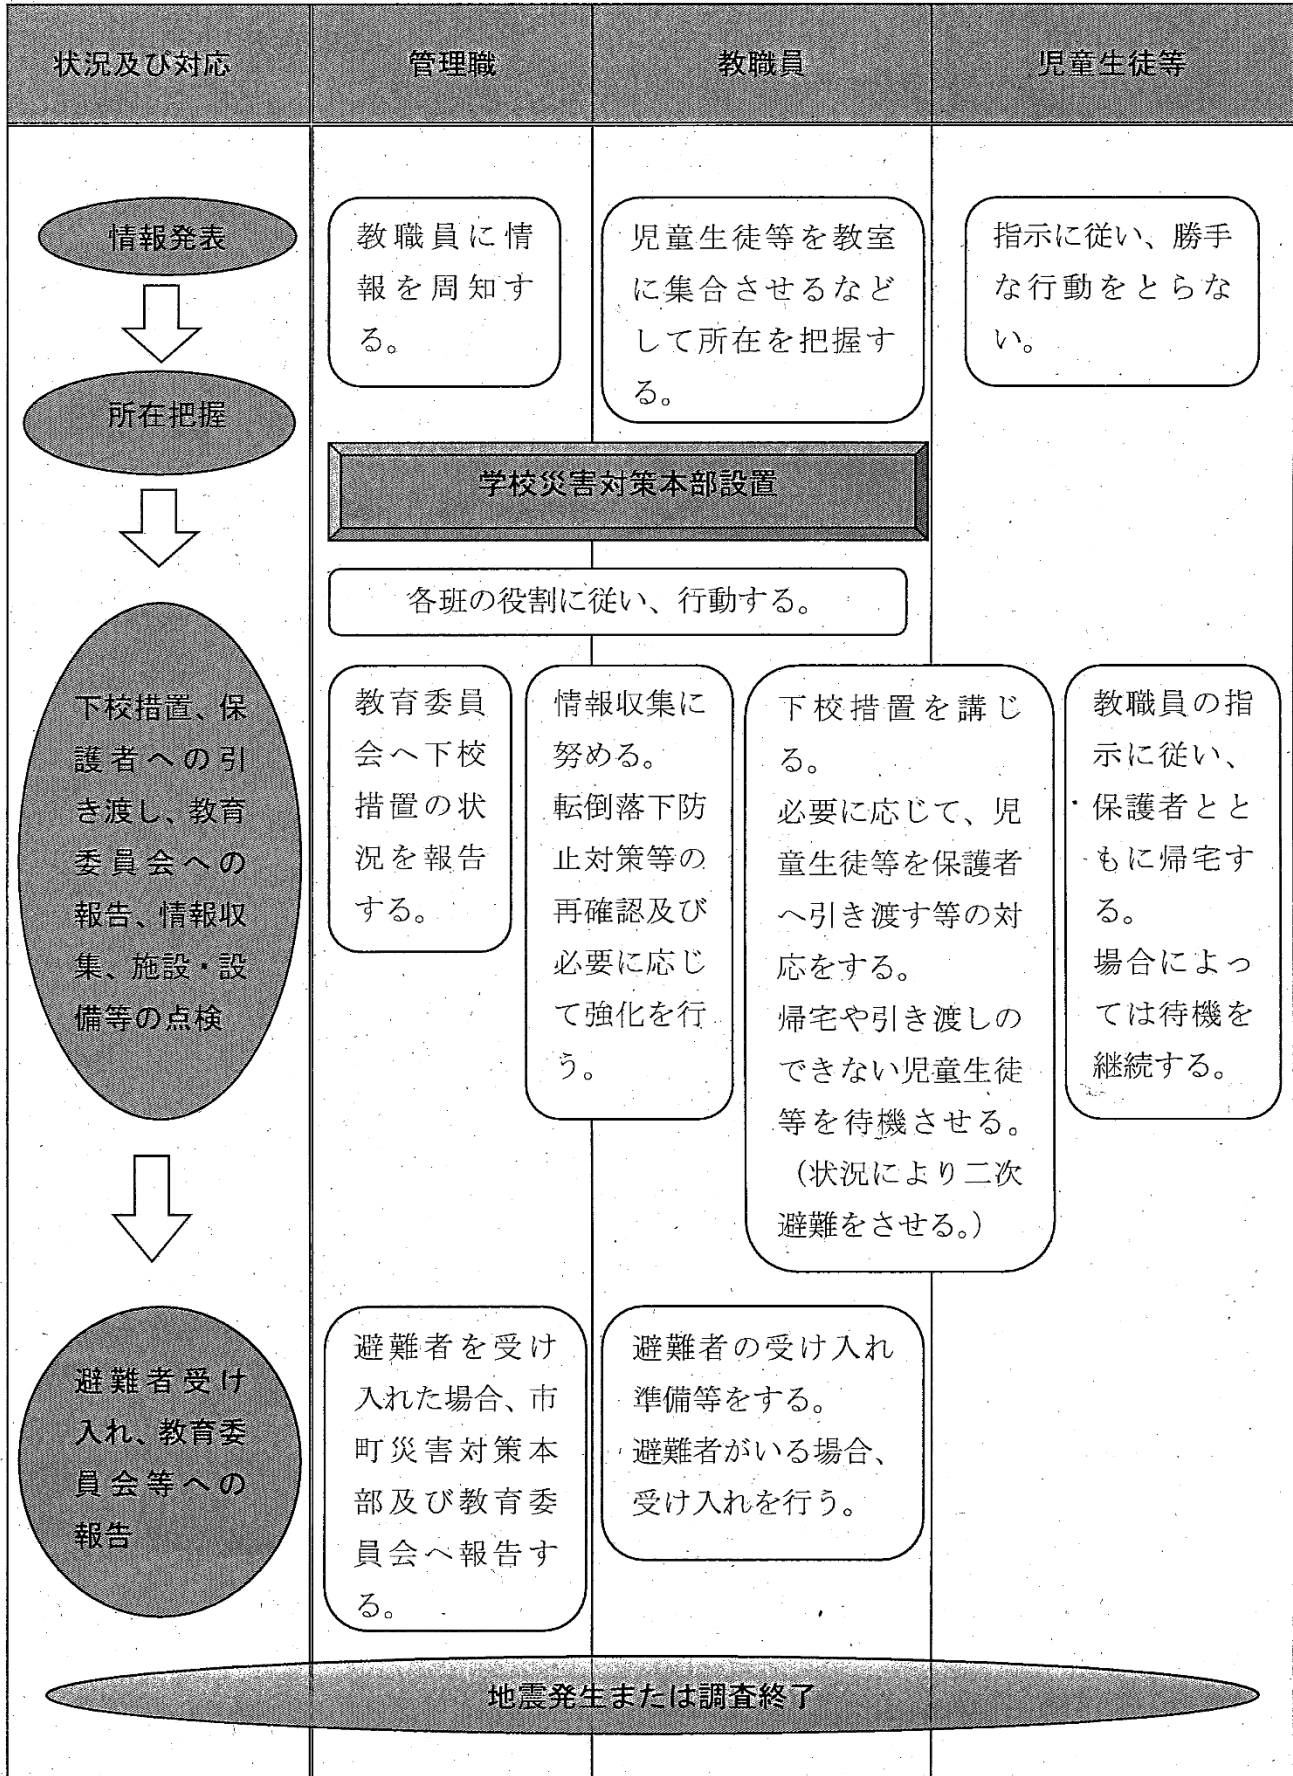 状況及び対応
管理職
教職員
児童生徒等
情報発表
教職員に情
報を周知す
る。
児童生徒等を教室
に集合させるなど
して所在を把握す
る。
指示に従い、勝手
な行動をとらな
い。
所在把握
学校災害対策本部設置
各班の役割に従い、行動する。
下校措置、保
護者への引
き渡し、教育
委員会への
報告、情報収
集、施設・設
備等の点検
教育委員
会へ下校
措置の状
況を報告
する。
情報収集に
努める。
転倒落下防
止対策等の
再確認及び
必要に応じ
て強化を行
う。
下校措置を講じ
る。
必要に応じて、児
童生徒等を保護者
へ引き渡す等の対
応をする。
帰宅や引き渡しの
できない児童生徒
等を待機させる。
（状況により二次
避難をさせる。）
教職員の指
示に従い、
保護者とと
もに帰宅す
る。
場合によっ
ては待機を
継続する。
避難者受け
入れ、教育委
員会等への
報告
避難者を受け
入れた場合、市
町災害対策本
部及び教育委
員会へ報告す
る。
避難者の受け入れ
準備等をする。
避難者がいる場合、
受け入れを行う。
地震発生または調査終了